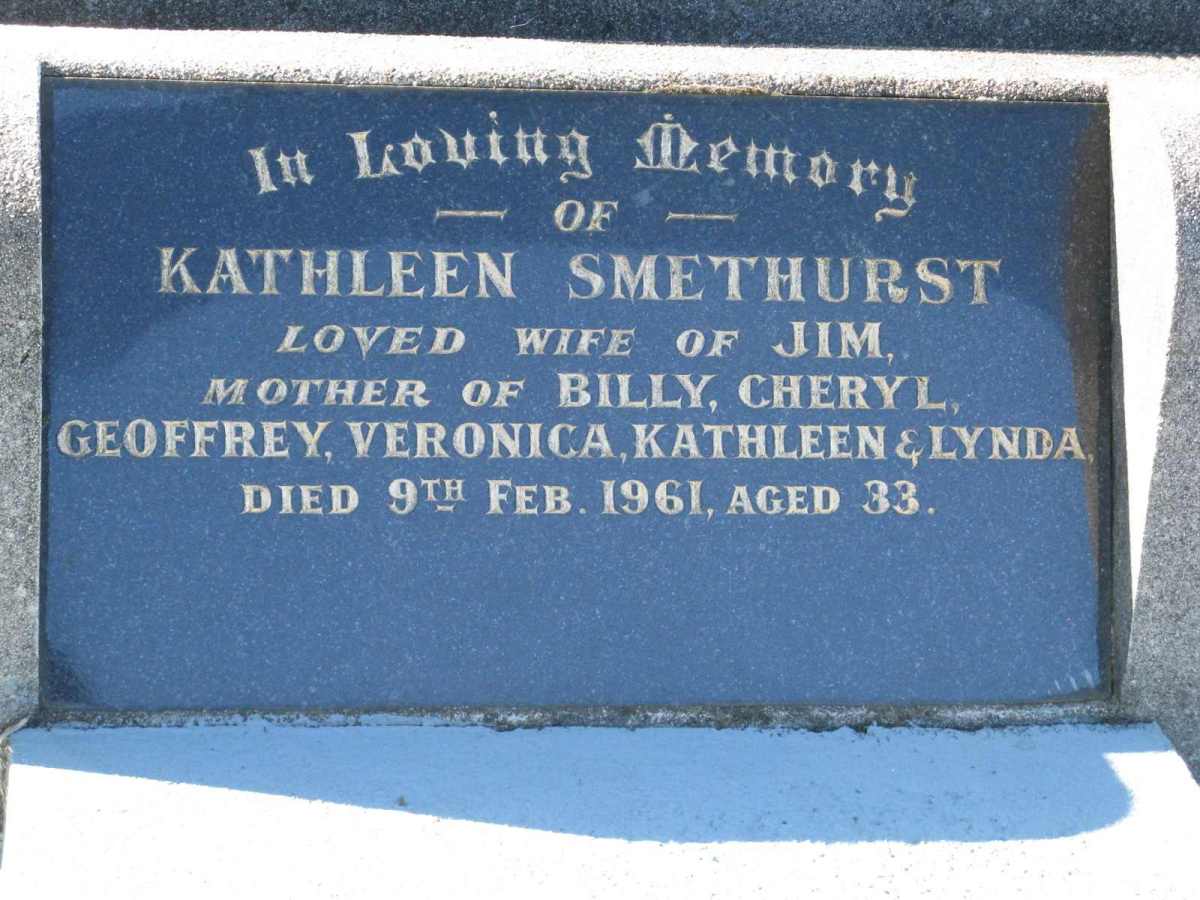 In Loving Memory
— OF —
KATHLEEN SMETHURST
LOVED WIFE OF JIM,
MOTHER OF BILLY, CHERYL,
GEOFFREY, VERONICA, KATHLEEN & LYNDA,
DIED 9TH FEB. 1961, AGED 33.